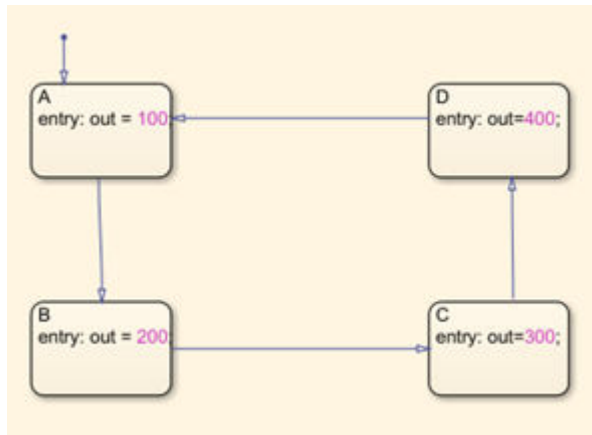 A
entry: out = 100;
D
entry: out=400;
B
entry: out = 200;
C
entry: out=300;